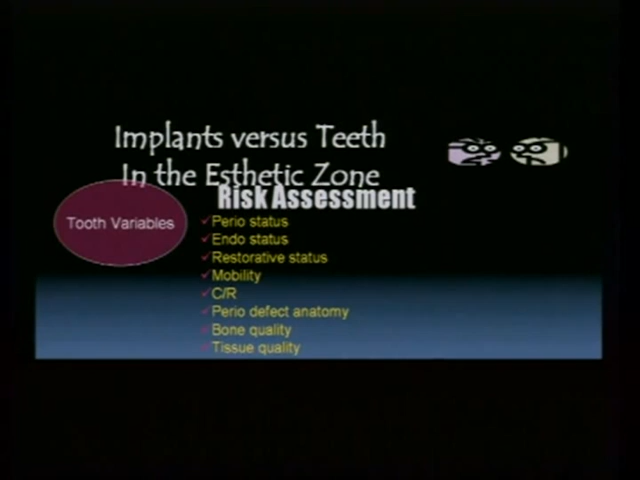 Implants versus Teeth
In the Esthetic Zone
Risk Assessment
Tooth Variables
Perio status
Endo status
Restorative status
Mobility
C/R
Perio defect anatomy
Bone quality
Tissue quality